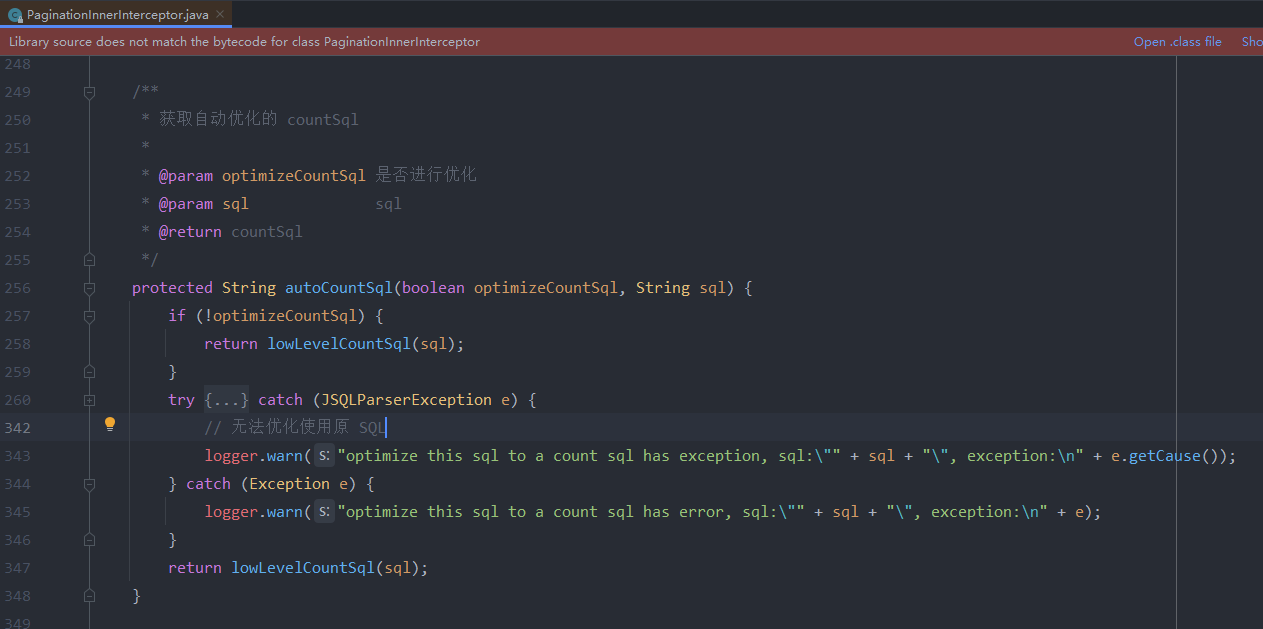 PaginationInnerInterceptor.java
Library source does not match the bytecode for class PaginationInnerInterceptor Open .class file Sho
248
249 /**
250 * 获取自动优化的 countSql
251 *
252 * @param optimizeCountSql 是否进行优化
253 * @param sql sql
254 * @return countSql
255 */
256 protected String autoCountSql(boolean optimizeCountSql, String sql) {
257 if (!optimizeCountSql) {
258 return lowLevelCountSql(sql);
259 }
260 try {...} catch (JSQLParserException e) {
342 // 无法优化使用原 SQL
343 logger.warn( s: "optimize this sql to a count sql has exception, sql:\"" + sql + "\", exception:\n" + e.getCause());
344 } catch (Exception e) {
345 logger.warn( s: "optimize this sql to a count sql has error, sql:\"" + sql + "\", exception:\n" + e);
346 }
347 return lowLevelCountSql(sql);
348 }
349